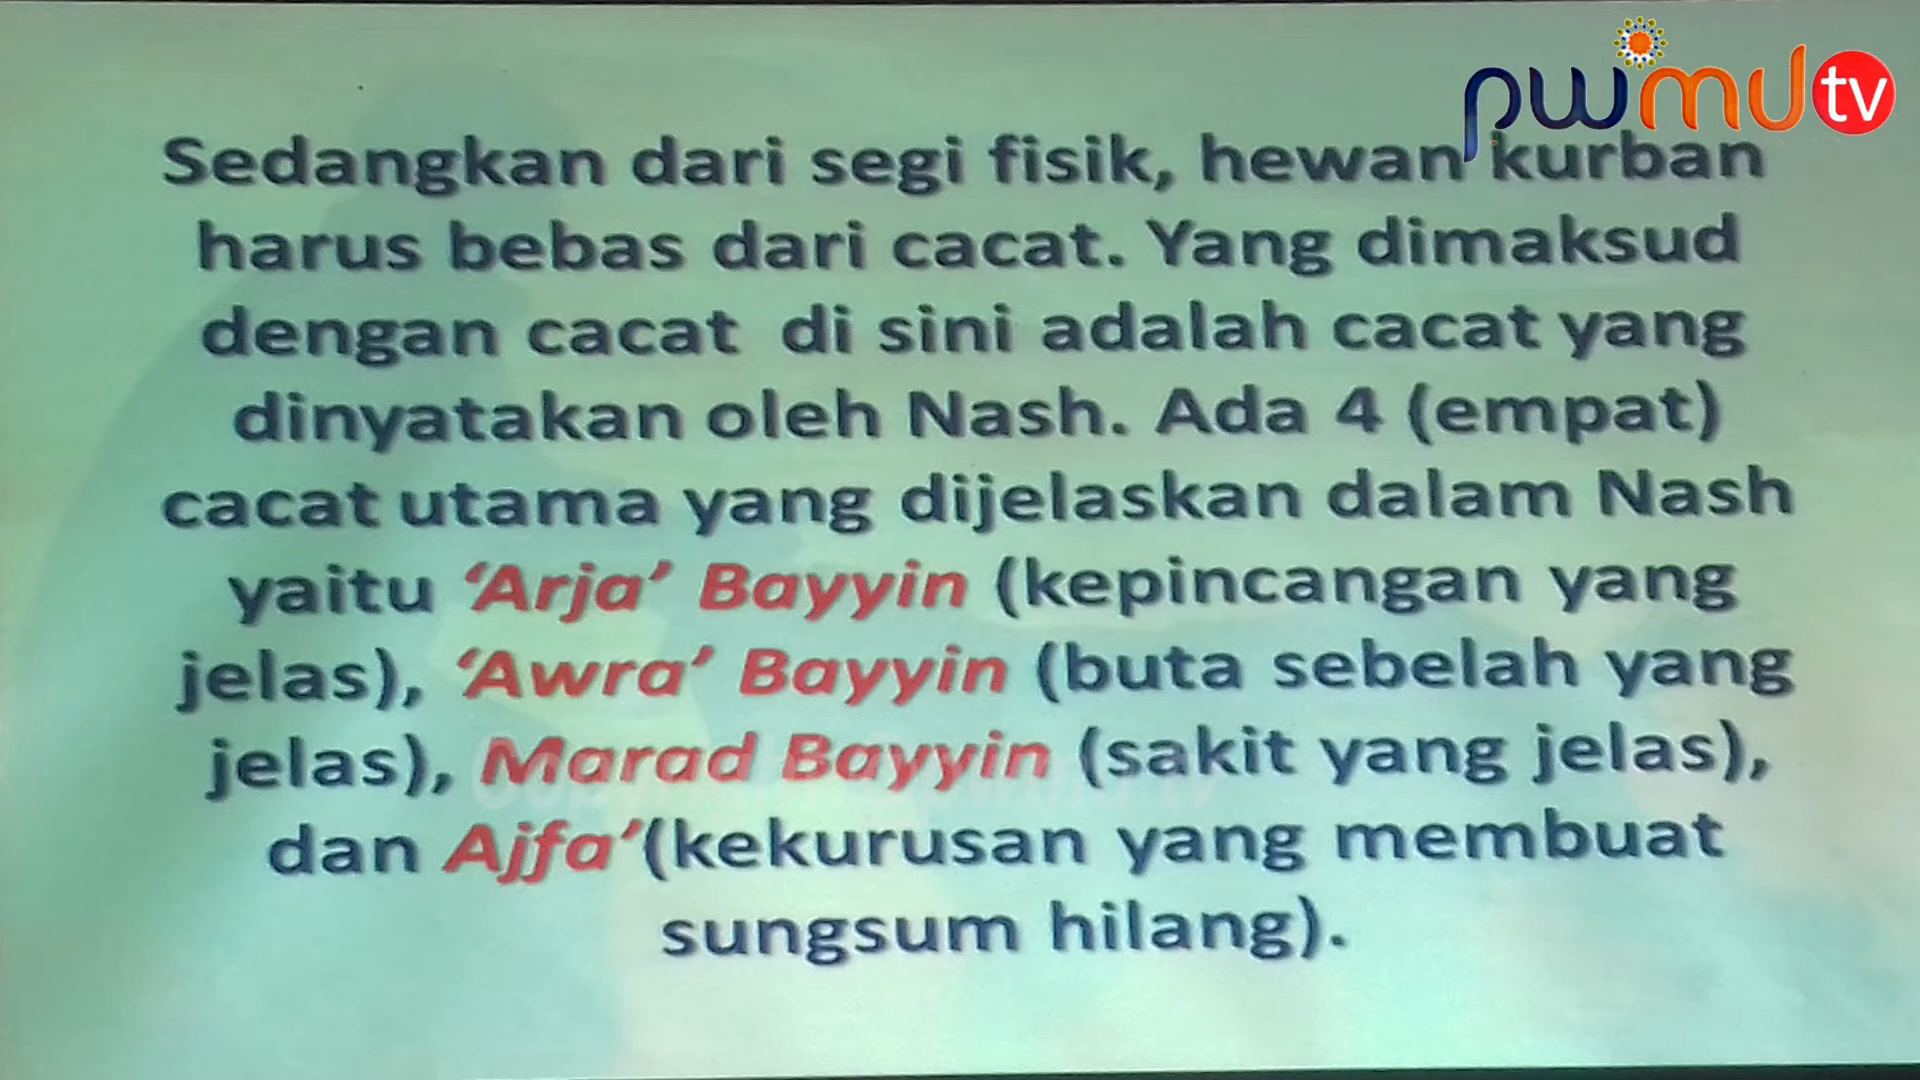 pwmu tv
Sedangkan dari segi fisik, hewan kurban
harus bebas dari cacat. Yang dimaksud
dengan cacat di sini adalah cacat yang
dinyatakan oleh Nash. Ada 4 (empat)
cacat utama yang dijelaskan dalam Nash
yaitu ‘Arja’ Bayyin (kepincangan yang
jelas), ‘Awra’ Bayyin (buta sebelah yang
jelas), Marad Bayyin (sakit yang jelas),
dan Ajfa’(kekurusan yang membuat
sungsum hilang).